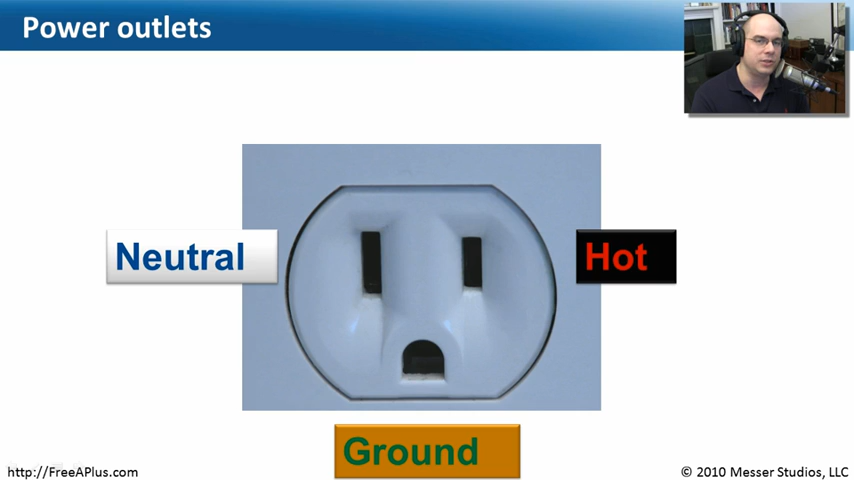 Power outlets
Neutral
Hot
Ground
http://FreeAPlus.com
© 2010 Messer Studios, LLC